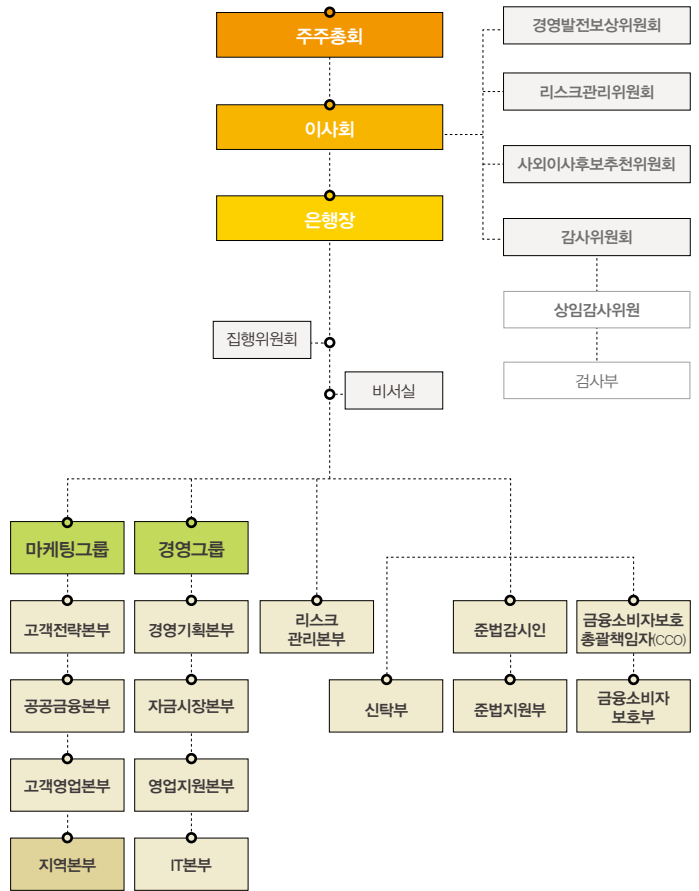 주주총회
이사회
은행장
경영발전보상위원회
리스크관리위원회
사외이사후보추천위원회
감사위원회
상임감사위원
검사부
집행위원회
비서실
마케팅그룹
고객전략본부
공공금융본부
고객영업본부
지역본부
경영그룹
경영기획본부
자금시장본부
영업지원본부
IT본부
리스크
관리본부
신탁부
준법감시인
준법지원부
금융소비자보호
총괄책임자(CCO)
금융소비자
보호부